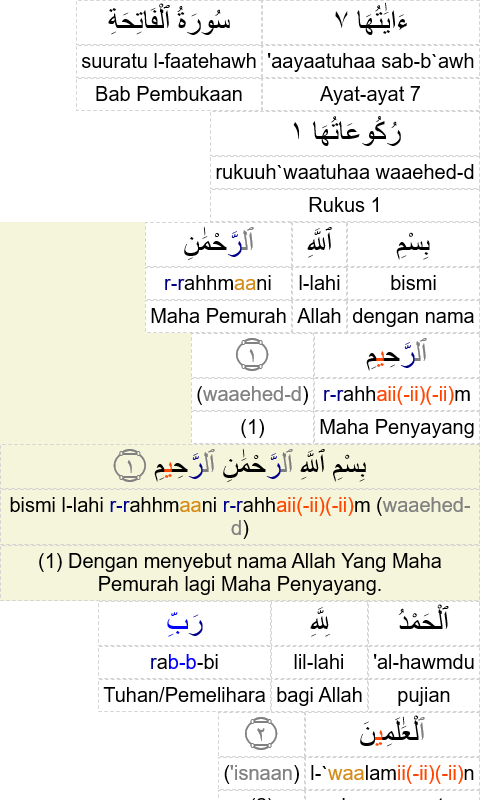 سُورَةُ ٱلْفَاتِحَةِ ءَايَٰتُهَا ٧
suuratu l-faatehawh 'aayaatuhaa sab-b`awh
Bab Pembukaan Ayat-ayat 7
رُكُوعَاتُهَا ١
rukuuh`waatuhaa waaehed-d
Rukus 1
بِسْمِ ٱللَّهِ ٱلرَّحْمَٰنِ
r-rahhmaani l-lahi bismi
Maha Pemurah Allah dengan nama
ٱلرَّحِيمِ ١
(waaehed-d) r-rahhaii(-ii)(-ii)m
(1) Maha Penyayang
بِسْمِ ٱللَّهِ ٱلرَّحْمَٰنِ ٱلرَّحِيمِ ١
bismi l-lahi r-rahhmaani r-rahhaii(-ii)(-ii)m (waaehed-
d)
(1) Dengan menyebut nama Allah Yang Maha
Pemurah lagi Maha Penyayang.
ٱلْحَمْدُ لِلَّهِ رَبِّ
rab-b-bi lil-lahi 'al-hawmdu
Tuhan/Pemelihara bagi Allah pujian
ٱلْعَٰلَمِينَ ٢
('isnaan) l-`waalamii(-ii)(-ii)n